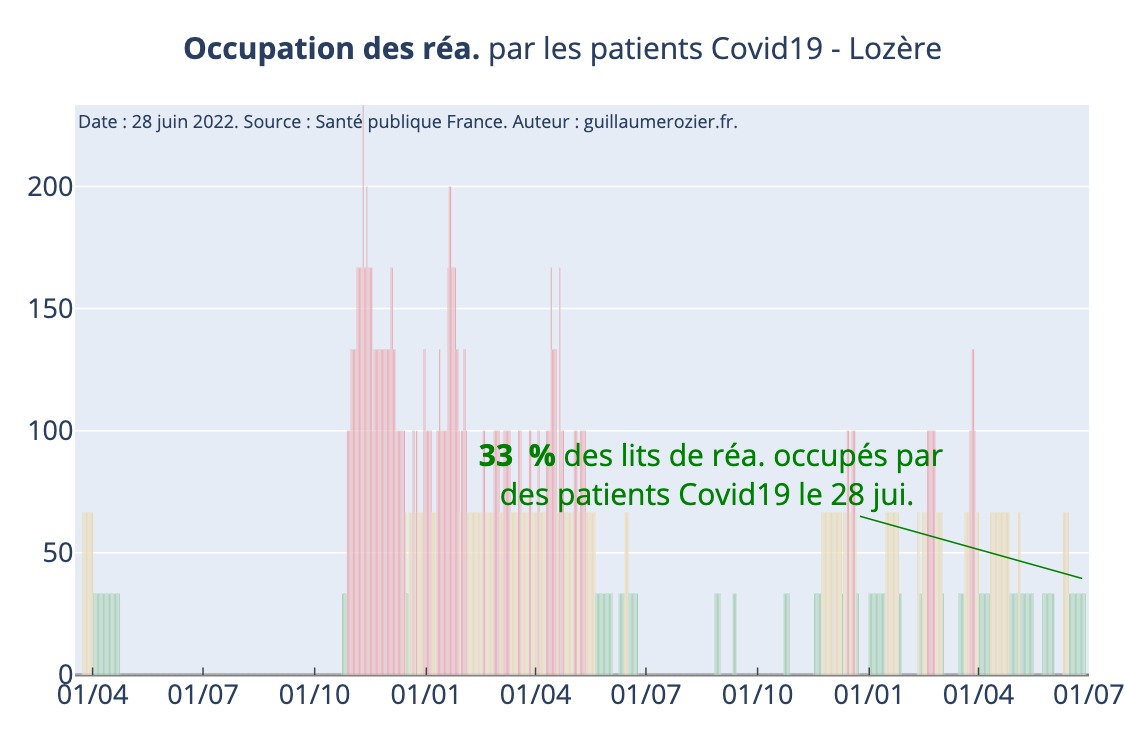 Occupation des réa. par les patients Covid19 - Lozère
Date : 28 juin 2022. Source : Santé publique France. Auteur : guillaumerozier.fr.
200
150
100
50
0
33 % des lits de réa. occupés par
des patients Covid19 le 28 jui.
01/04 01/07 01/10 01/01 01/04 01/07 01/10 01/01 01/04 01/07